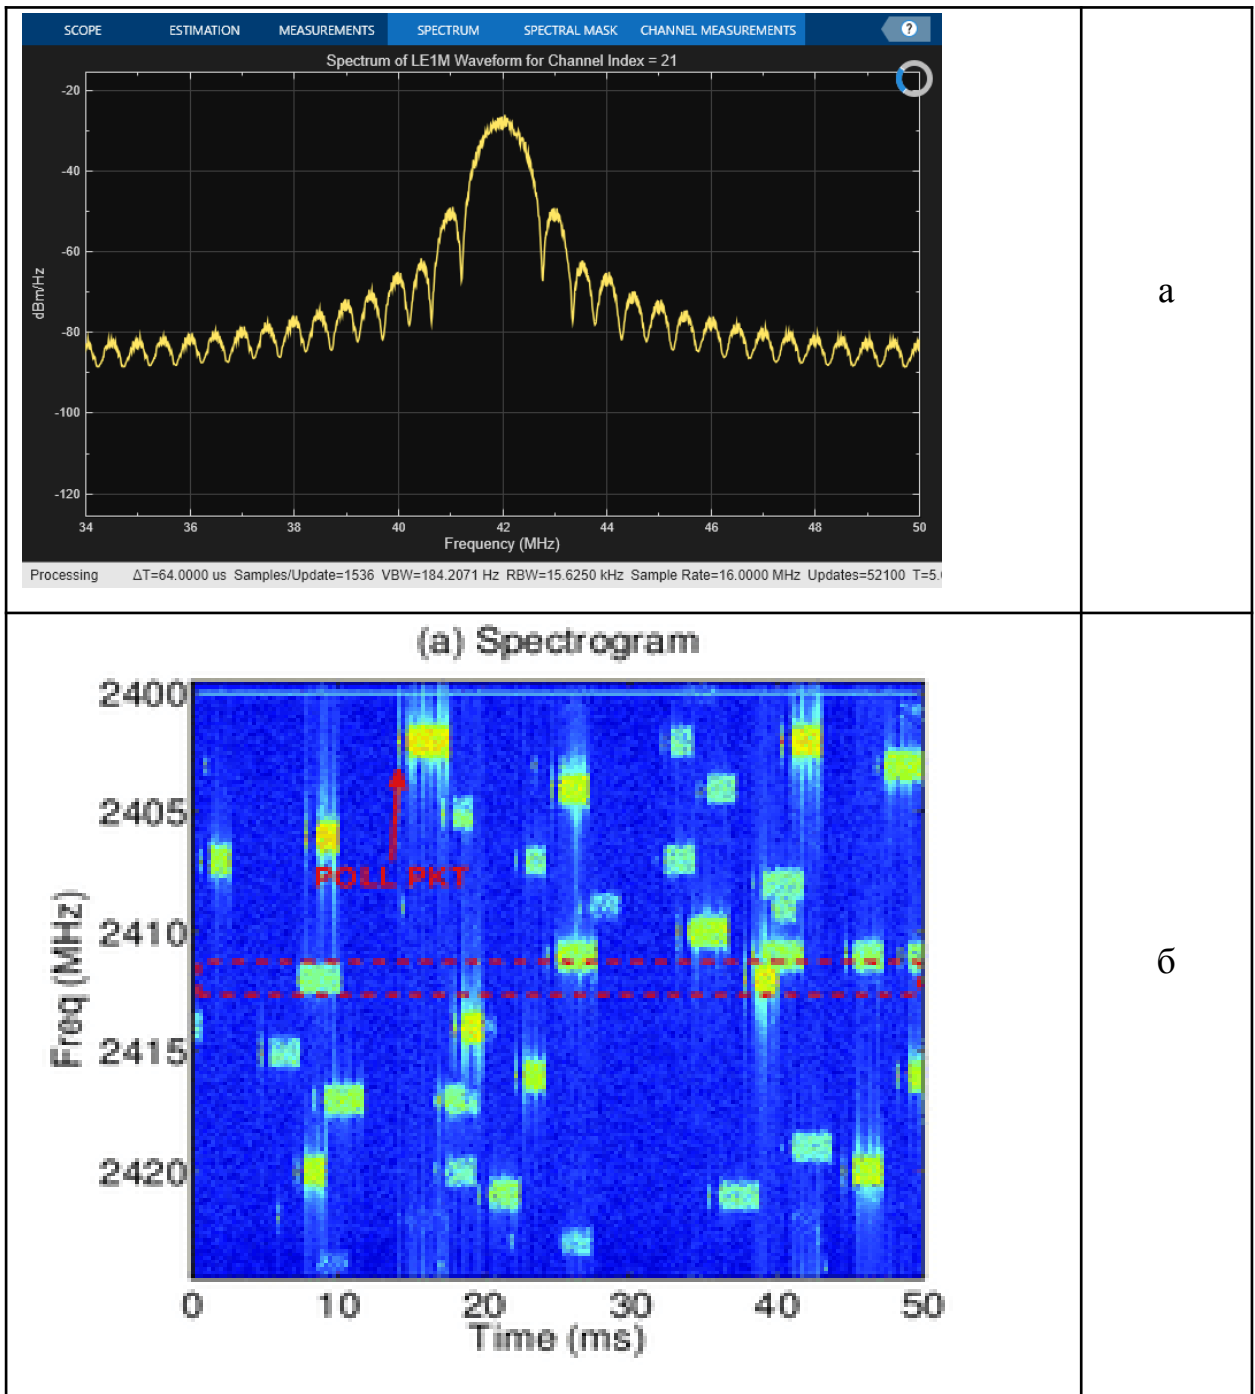 SCOPE ESTIMATION MEASUREMENTS SPECTRUM SPECTRAL MASK CHANNEL MEASUREMENTS ?
Spectrum of LE1M Waveform for Channel Index = 21
-20
-40
-60
-80
-100
-120
dBm/Hz
34 36 38 40 42 44 46 48 50
Frequency (MHz)
Processing ΔT=64.0000 us Samples/Update=1536 VBW=184.2071 Hz RBW=15.6250 kHz Sample Rate=16.0000 MHz Updates=52100 T=5.
а
(a) Spectrogram
2400
2405
2410
2415
2420
Freq (MHz)
POLL PKT
0 10 20 30 40 50
Time (ms)
б